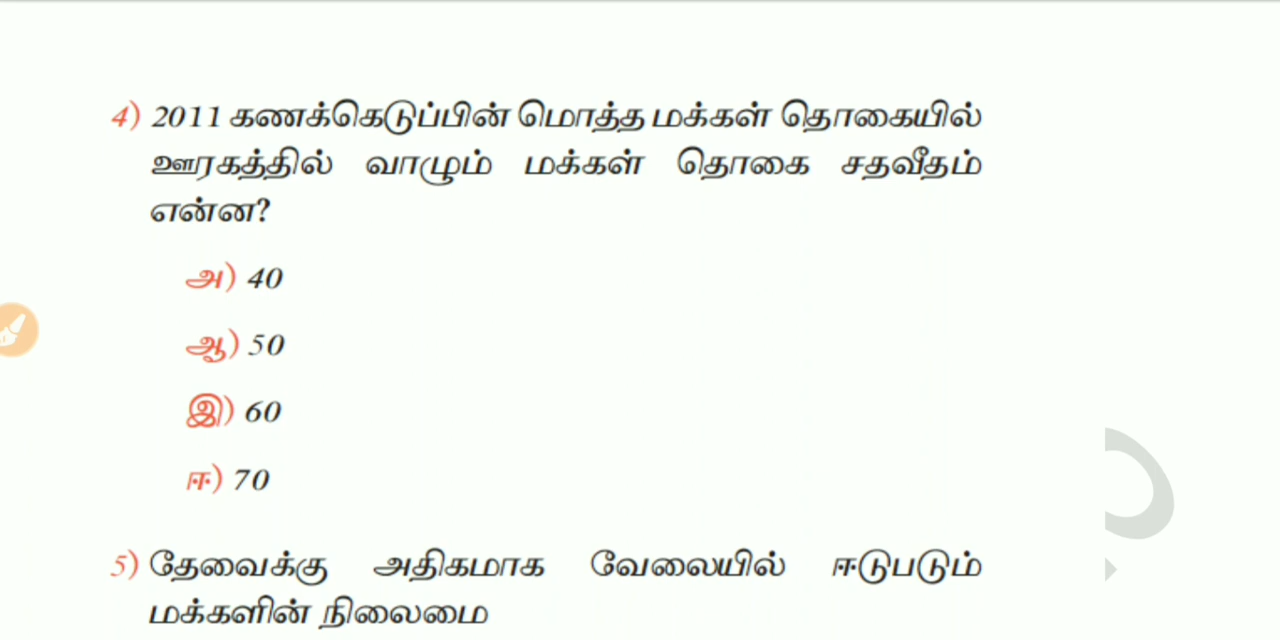 4) 2011 கணக்கெடுப்பின் மொத்த மக்கள் தொகையில்
ஊரகத்தில் வாழும் மக்கள் தொகை சதவீதம்
என்ன?
அ) 40
ஆ) 50
இ) 60
ஈ) 70
5) தேவைக்கு அதிகமாக வேலையில் ஈடுபடும்
மக்களின் நிலைமை